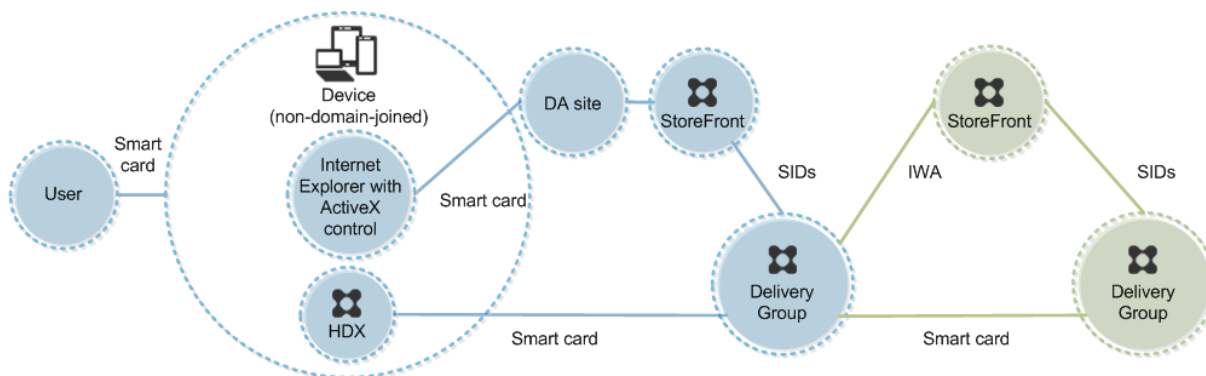 User
Smart
card
Device
(non-domain-joined)
Internet
Explorer with
ActiveX
control
HDX
Smart card
DA site
StoreFront
SIDs
Delivery
Group
Smart card
IWA
StoreFront
SIDs
Delivery
Group
Smart card